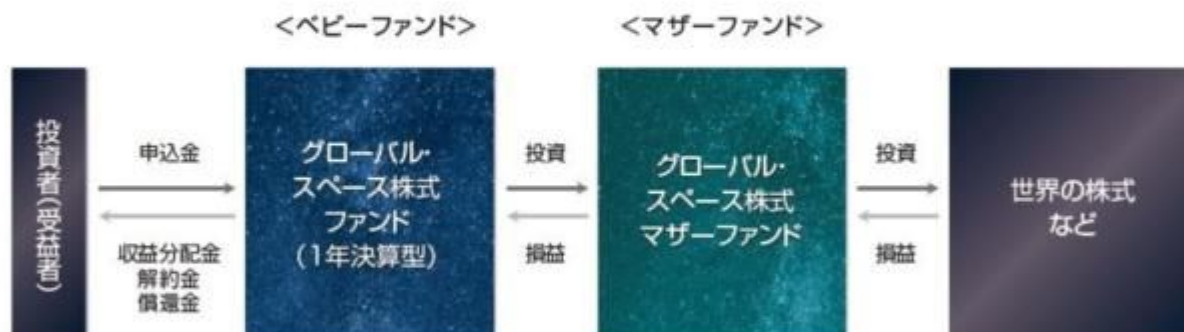 <ベビーファンド>
<マザーファンド>
投資者(受益者)
申込金
収益分配金
解約金
償還金
グローバル・
スペース株式
ファンド
(1年決算型)
投資
損益
グローバル・
スペース株式
マザーファンド
投資
損益
世界の株式
など